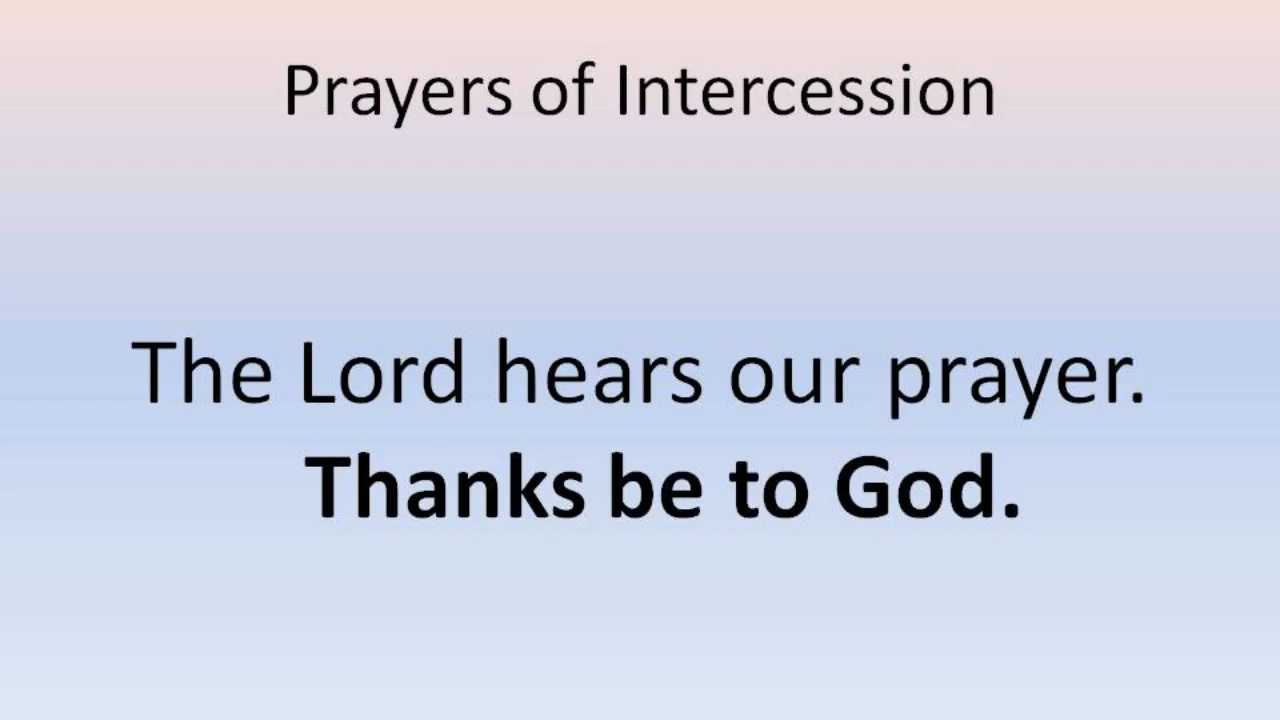 Prayers of Intercession
The Lord hears our prayer.
Thanks be to God.